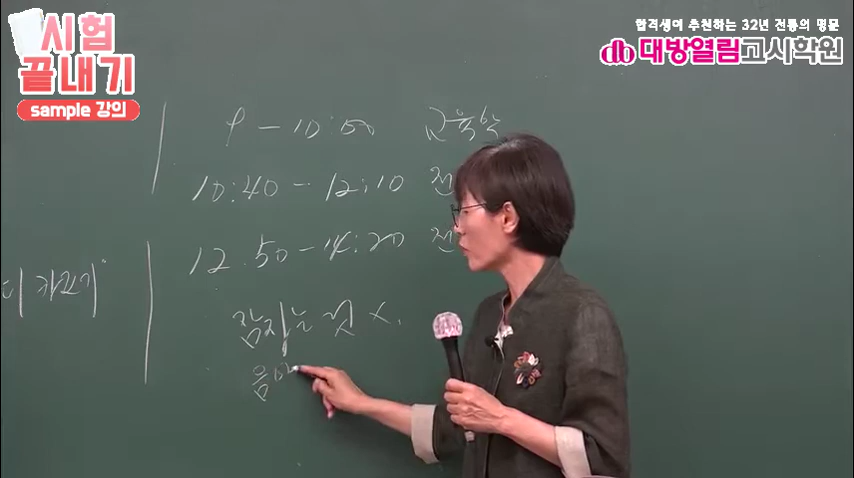 시험
끝내기
sample 강의
합격생이 추천하는 32년 전통의 명문
대방열림고시학원
9 - 10:00 교육학
10:40 - 12:10 전
12:50 - 14:20 전
잠자는 것 X.